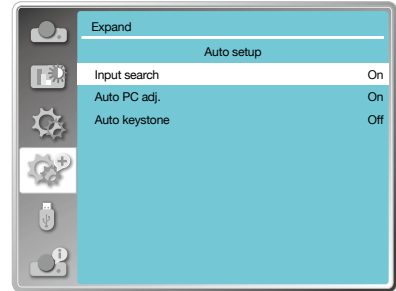 Expand
Auto setup
Input search On
Auto PC adj. On
Auto keystone Off